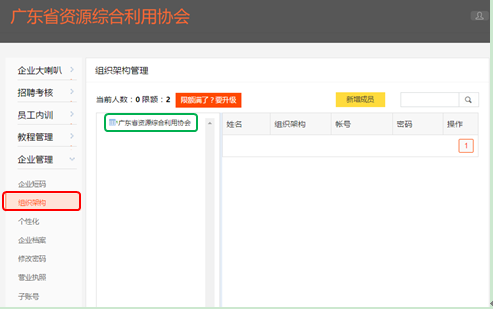 广东省资源综合利用协会
企业大喇叭
招聘考核
员工内训
教程管理
企业管理
企业短码
组织架构
个性化
企业档案
修改密码
营业执照
子账号
组织架构管理
当前人数：0 限额：2 限额满了？要升级
新增成员
广东省资源综合利用协会
姓名 组织架构 帐号 密码 操作
1